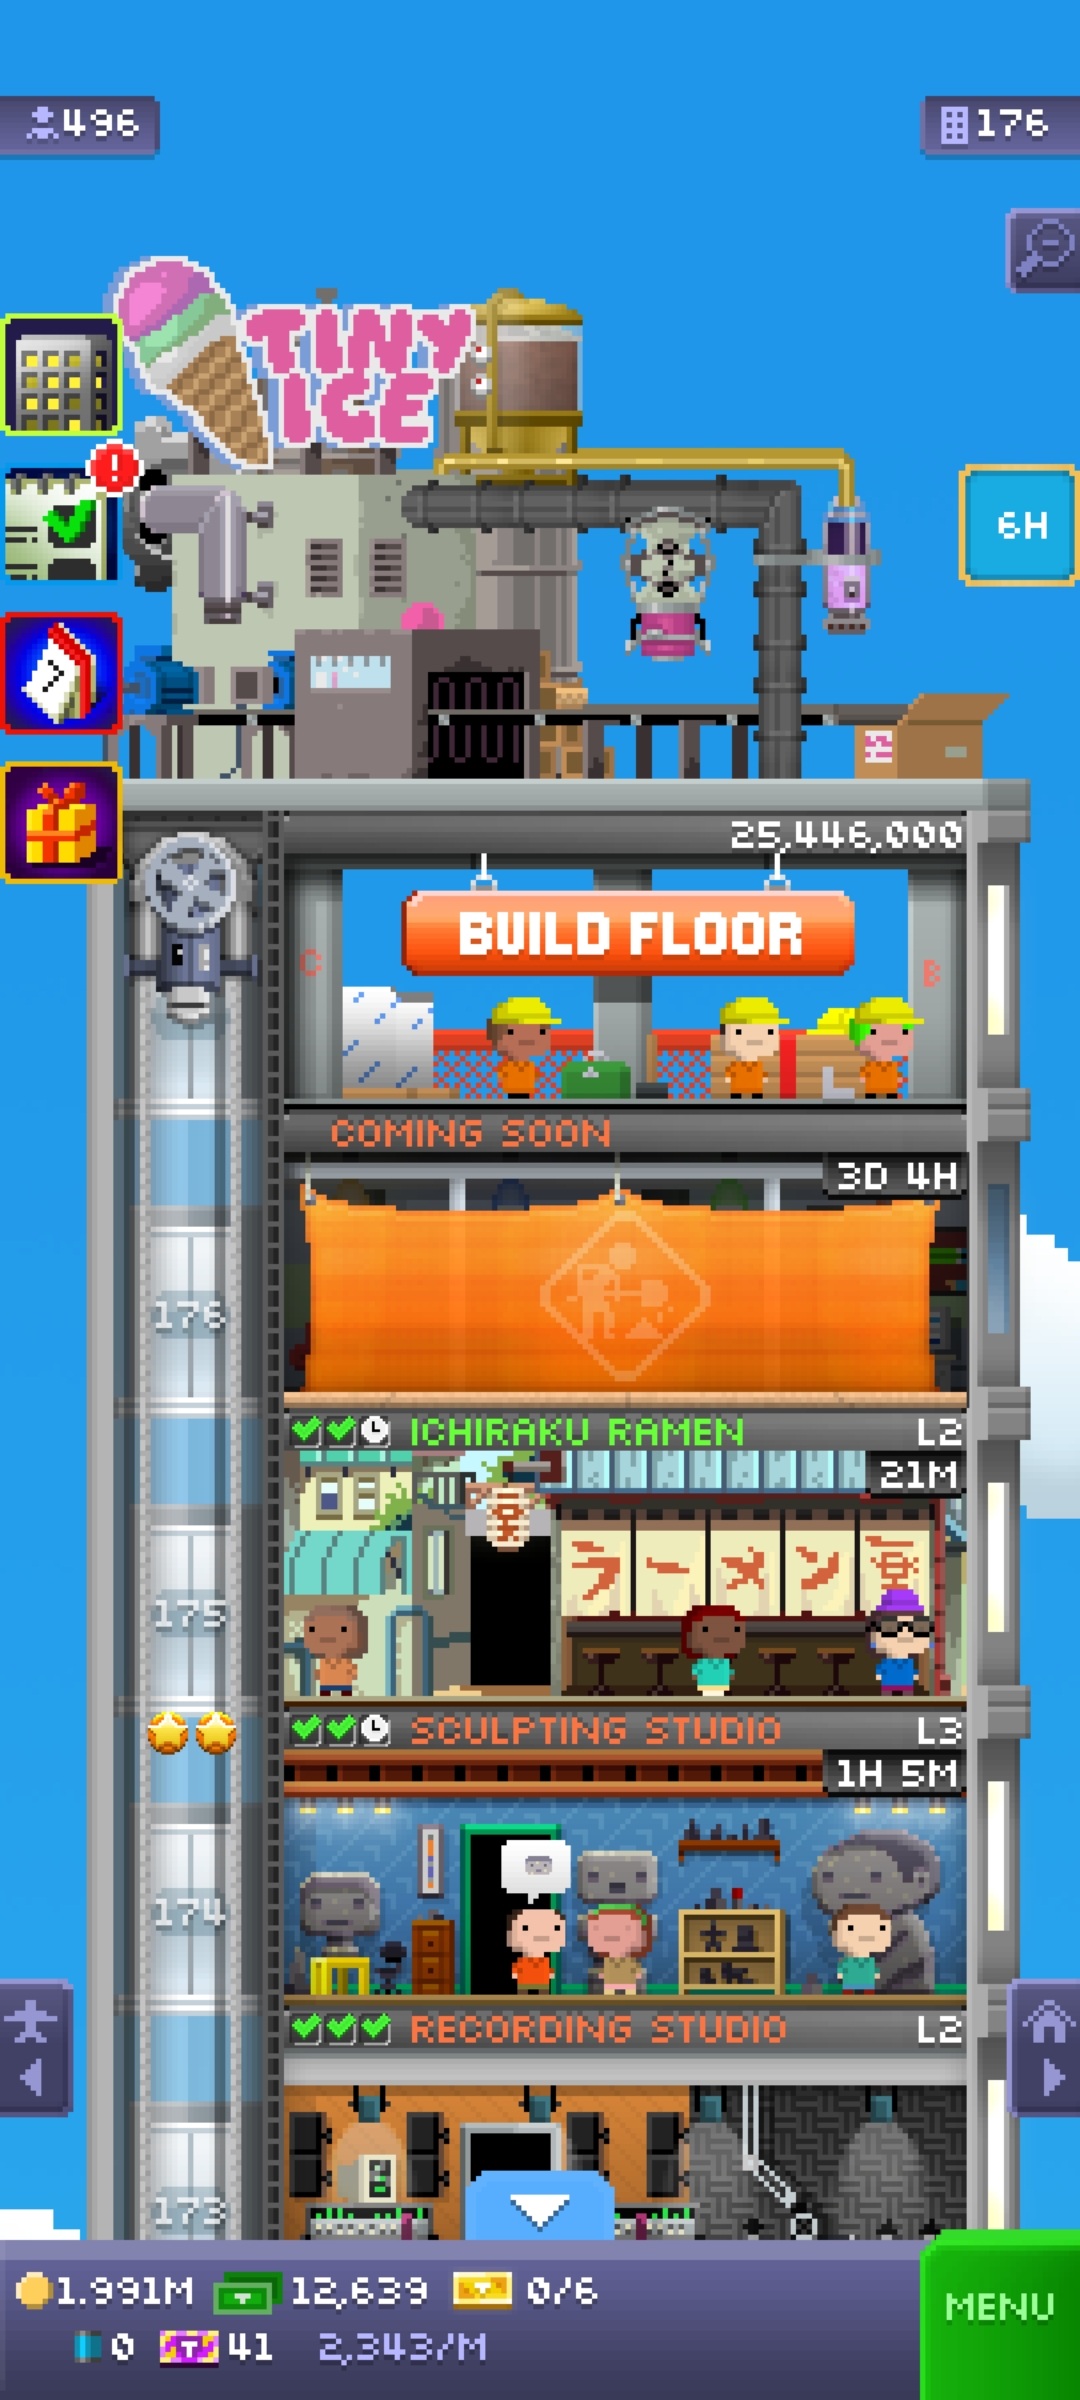 496
176
TINY
ICE
6H
25,446,000
BUILD FLOOR
C
B
COMING SOON
3D 4H
176
ICHIRAKU RAMEN
L2
21M
ラーメン
175
SCULPTING STUDIO
L3
1H 5M
174
RECORDING STUDIO
L2
173
1.991M
12,639
0/6
MENU
0
41
2,343/M